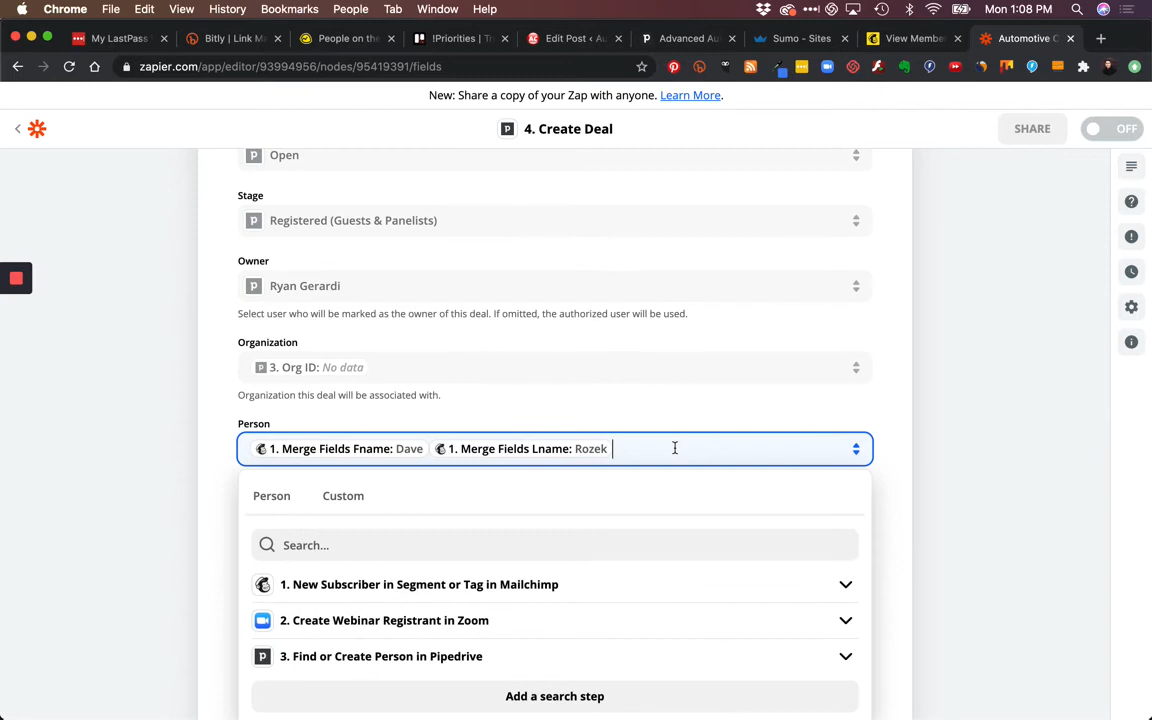 Chrome File Edit View History Bookmarks People Tab Window Help Mon 1:08 PM
My LastPass Bitly | Link M People on the !Priorities | Tr Edit Post ‹ Au Advanced Au Sumo - Sites View Membe Automotive C
zapier.com/app/editor/93994956/nodes/95419391/fields
New: Share a copy of your Zap with anyone. Learn More.
4. Create Deal SHARE OFF
Open
Stage
Registered (Guests & Panelists)
Owner
Ryan Gerardi
Select user who will be marked as the owner of this deal. If omitted, the authorized user will be used.
Organization
3. Org ID: No data
Organization this deal will be associated with.
Person
1. Merge Fields Fname: Dave 1. Merge Fields Lname: Rozek
Person Custom
Search...
1. New Subscriber in Segment or Tag in Mailchimp
2. Create Webinar Registrant in Zoom
3. Find or Create Person in Pipedrive
Add a search step